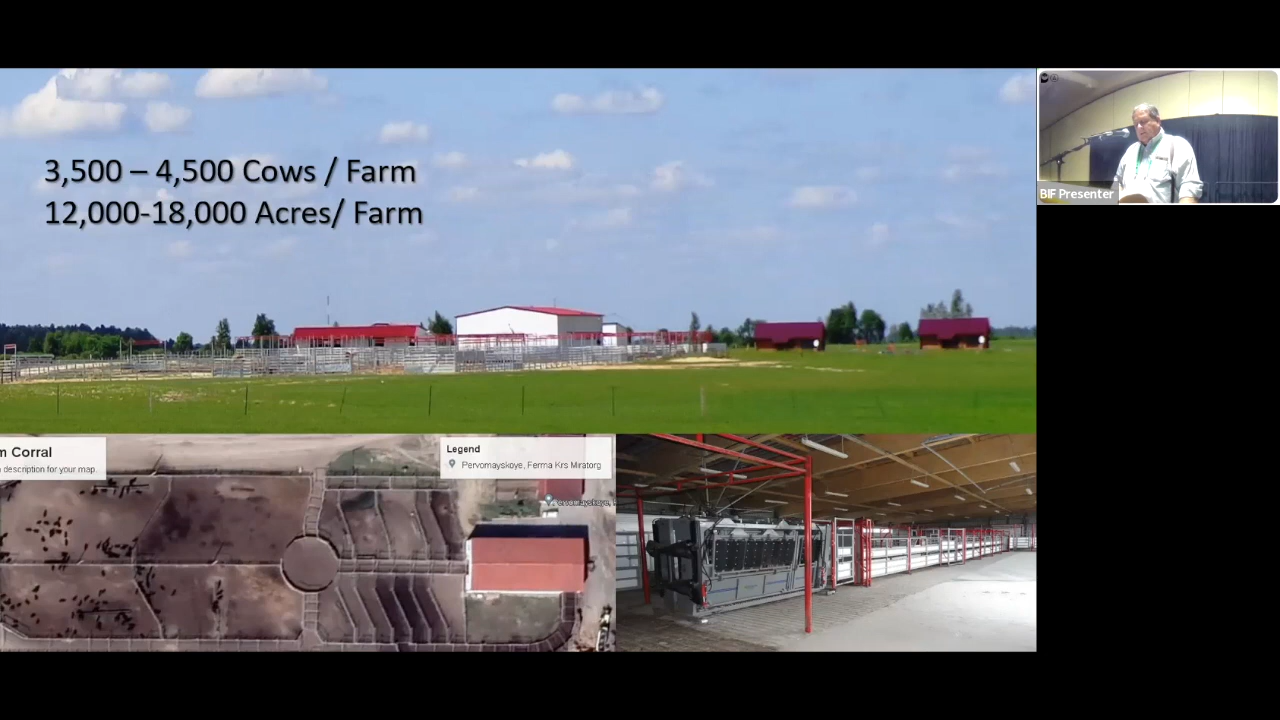 3,500 – 4,500 Cows / Farm
12,000-18,000 Acres/ Farm
BIF Presenter
m Corral
description for your map.
Legend
Pervomayskoye, Ferma Krs Miratorg